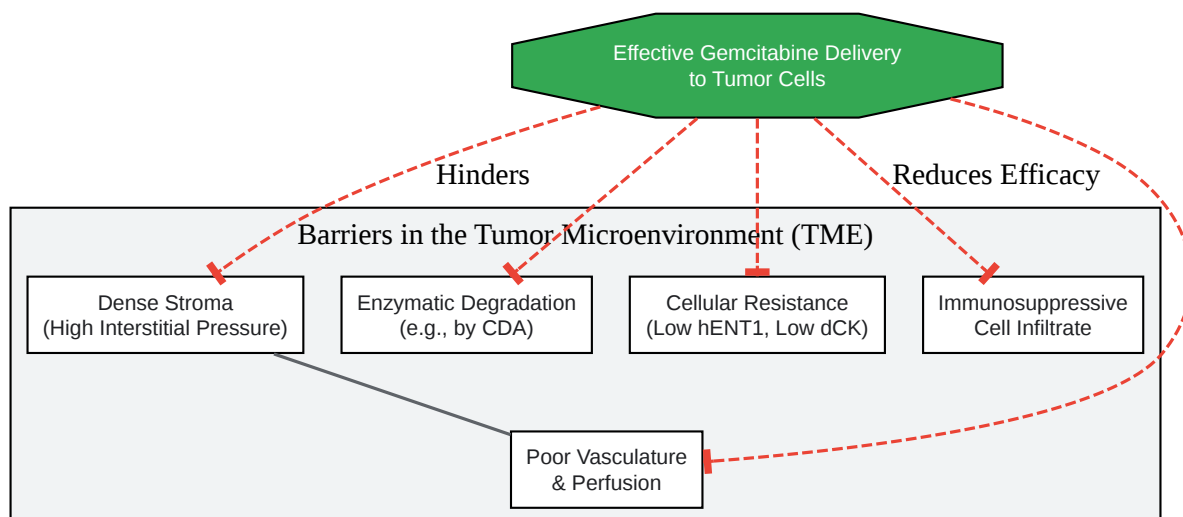 Effective Gemcitabine Delivery
to Tumor Cells
Hinders
Reduces Efficacy
Barriers in the Tumor Microenvironment (TME)
Dense Stroma
(High Interstitial Pressure)
Enzymatic Degradation
(e.g., by CDA)
Cellular Resistance
(Low hENT1, Low dCK)
Immunosuppressive
Cell Infiltrate
Poor Vasculature
& Perfusion